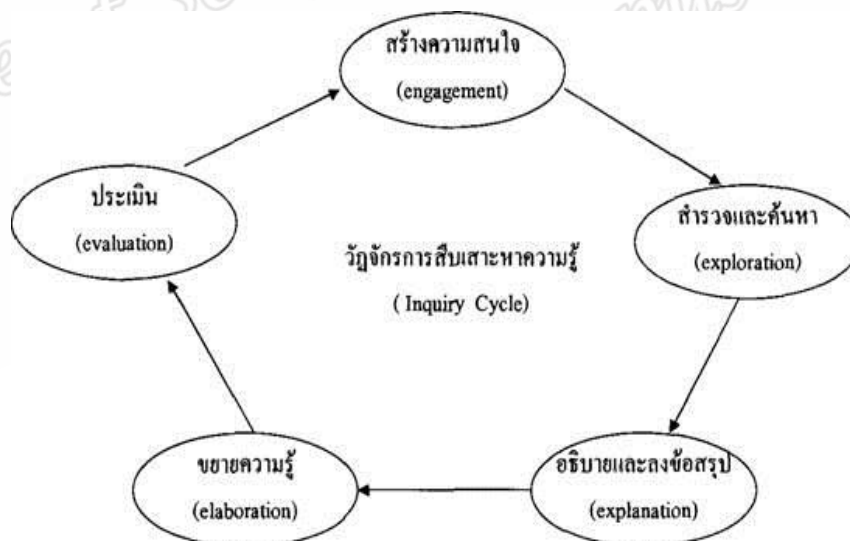 สร้างความสนใจ
(engagement)
สำรวจและค้นหา
(exploration)
อธิบายและลงข้อสรุป
(explanation)
ขยายความรู้
(elaboration)
ประเมิน
(evaluation)
วัฏจักรการสืบเสาะหาความรู้
( Inquiry Cycle)